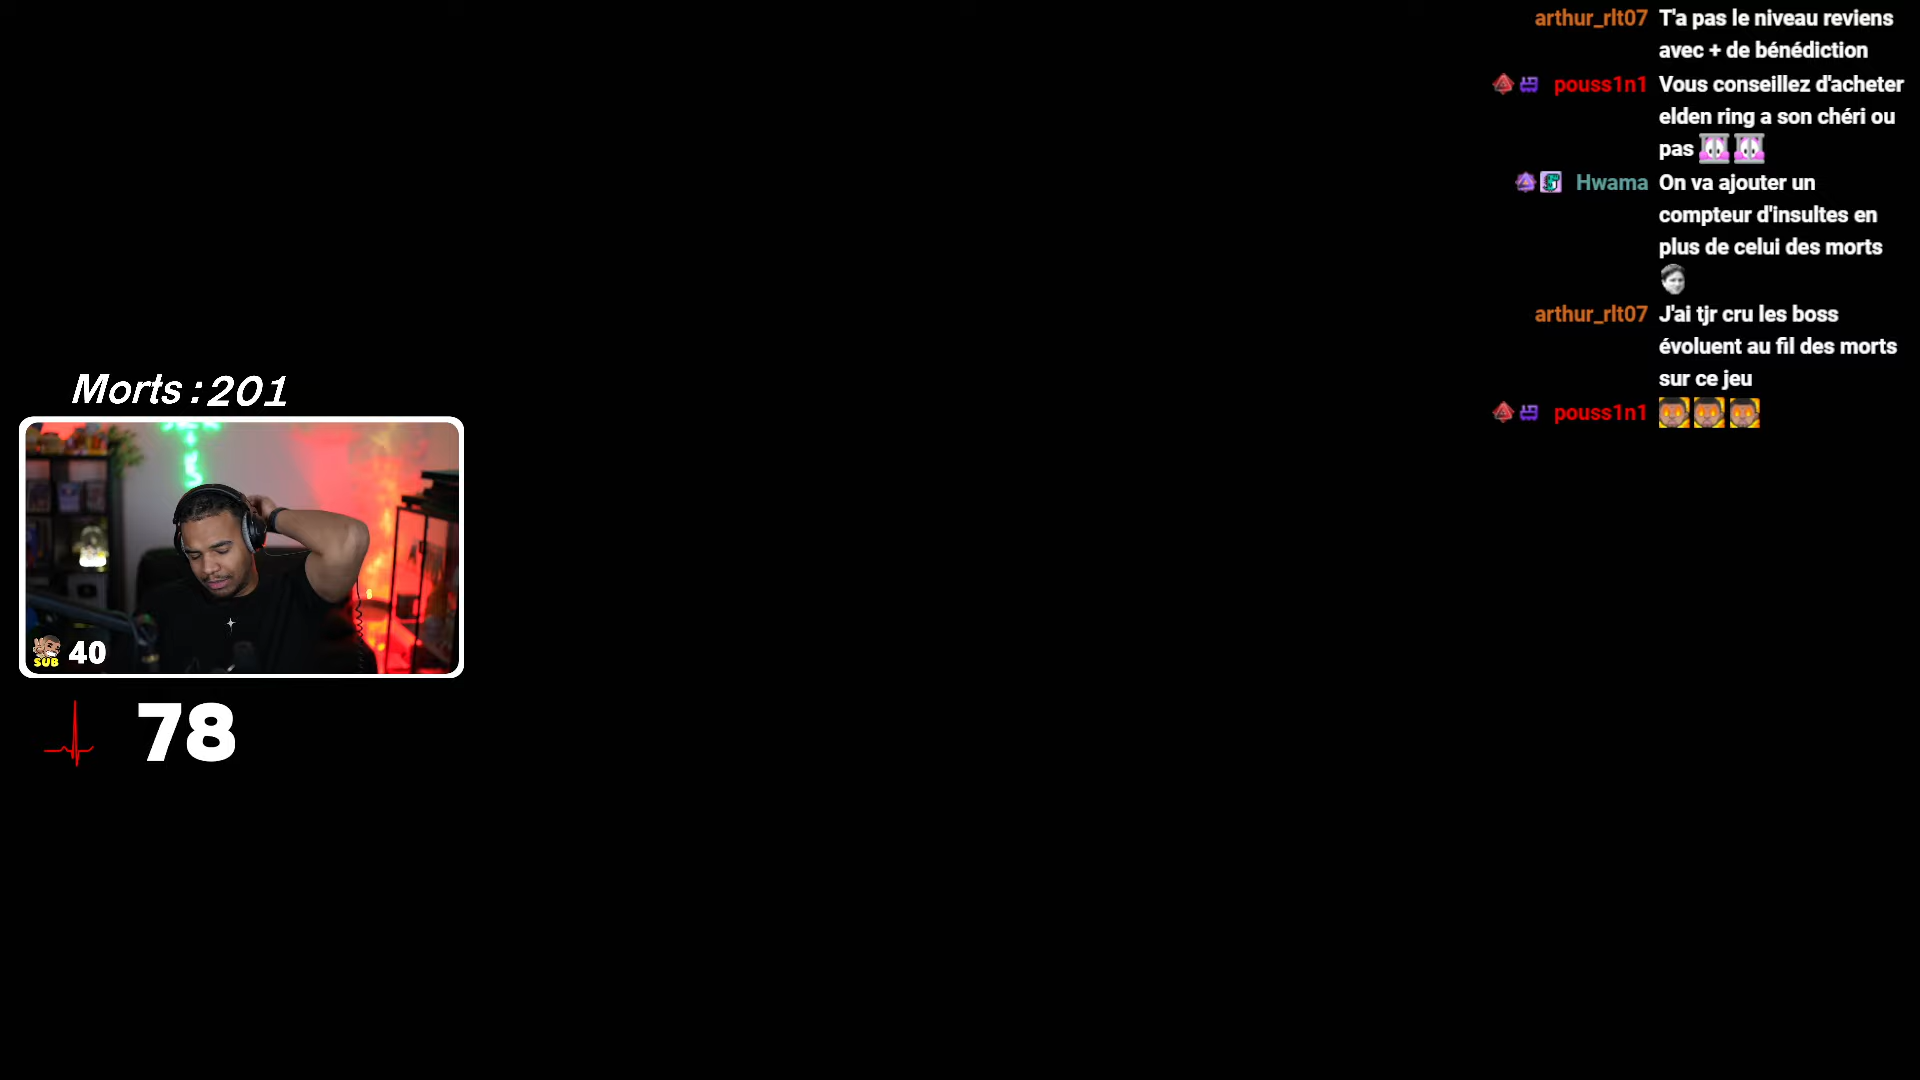 arthur_rlt07 T'a pas le niveau reviens
avec + de bénédiction
pouss1n1 Vous conseillez d'acheter
elden ring a son chéri ou
pas
Hwama On va ajouter un
compteur d'insultes en
plus de celui des morts
arthur_rlt07 J'ai tjr cru les boss
évoluent au fil des morts
sur ce jeu
pouss1n1
Morts : 201
SUB 40
78